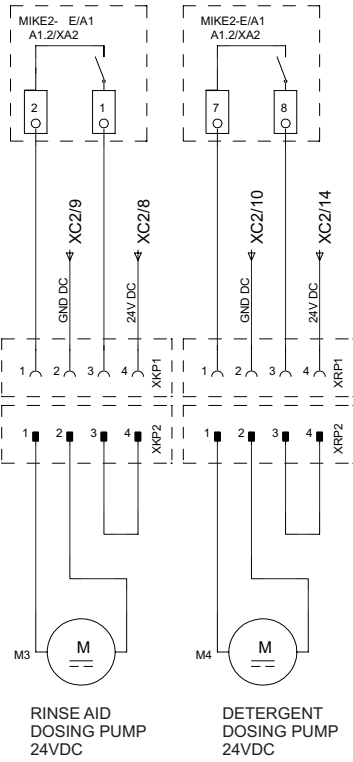 MIKE2- E/A1
A1.2/XA2
2
1
XC2/9
XC2/8
GND DC
24V DC
1
2
3
4
XKP1
1
2
3
4
XKP2
M3
M
RINSE AID
DOSING PUMP
24VDC
MIKE2-E/A1
A1.2/XA2
7
8
XC2/10
XC2/14
GND DC
24V DC
1
2
3
4
XRP1
1
2
3
4
XRP2
M4
M
DETERGENT
DOSING PUMP
24VDC